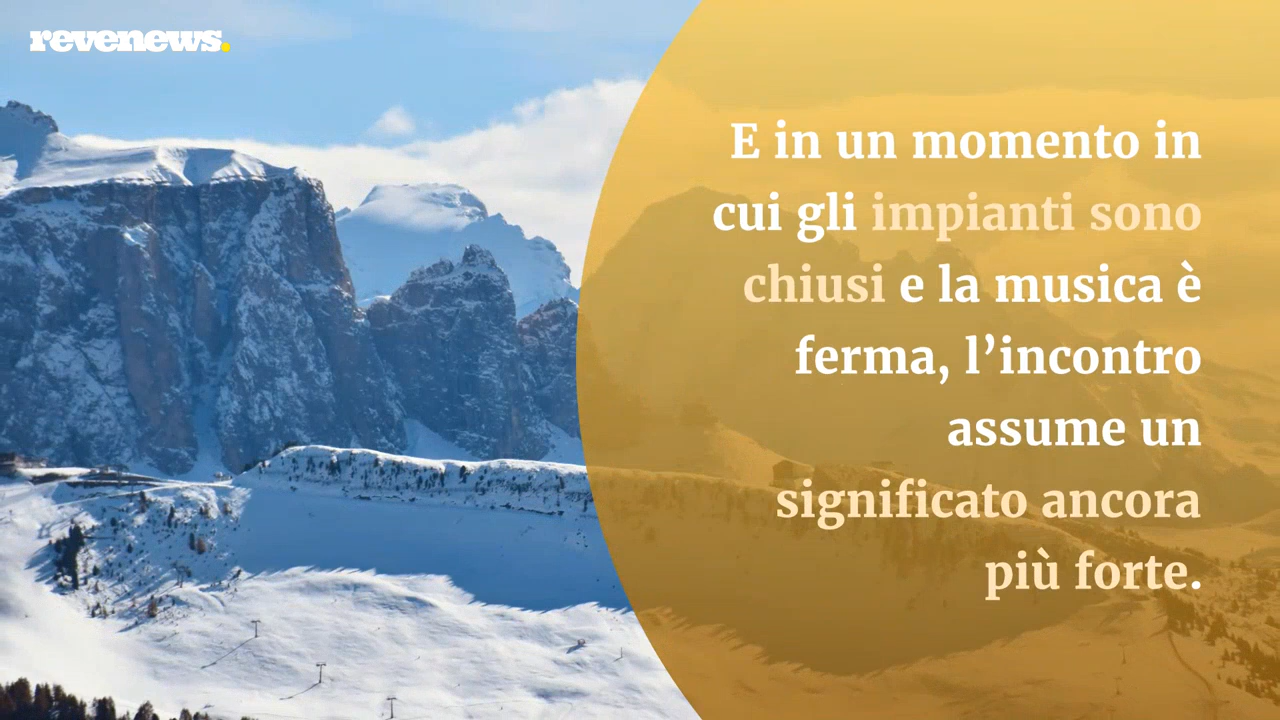 revenews.
E in un momento in
cui gli impianti sono
chiusi e la musica è
ferma, l’incontro
assume un
significato ancora
più forte.